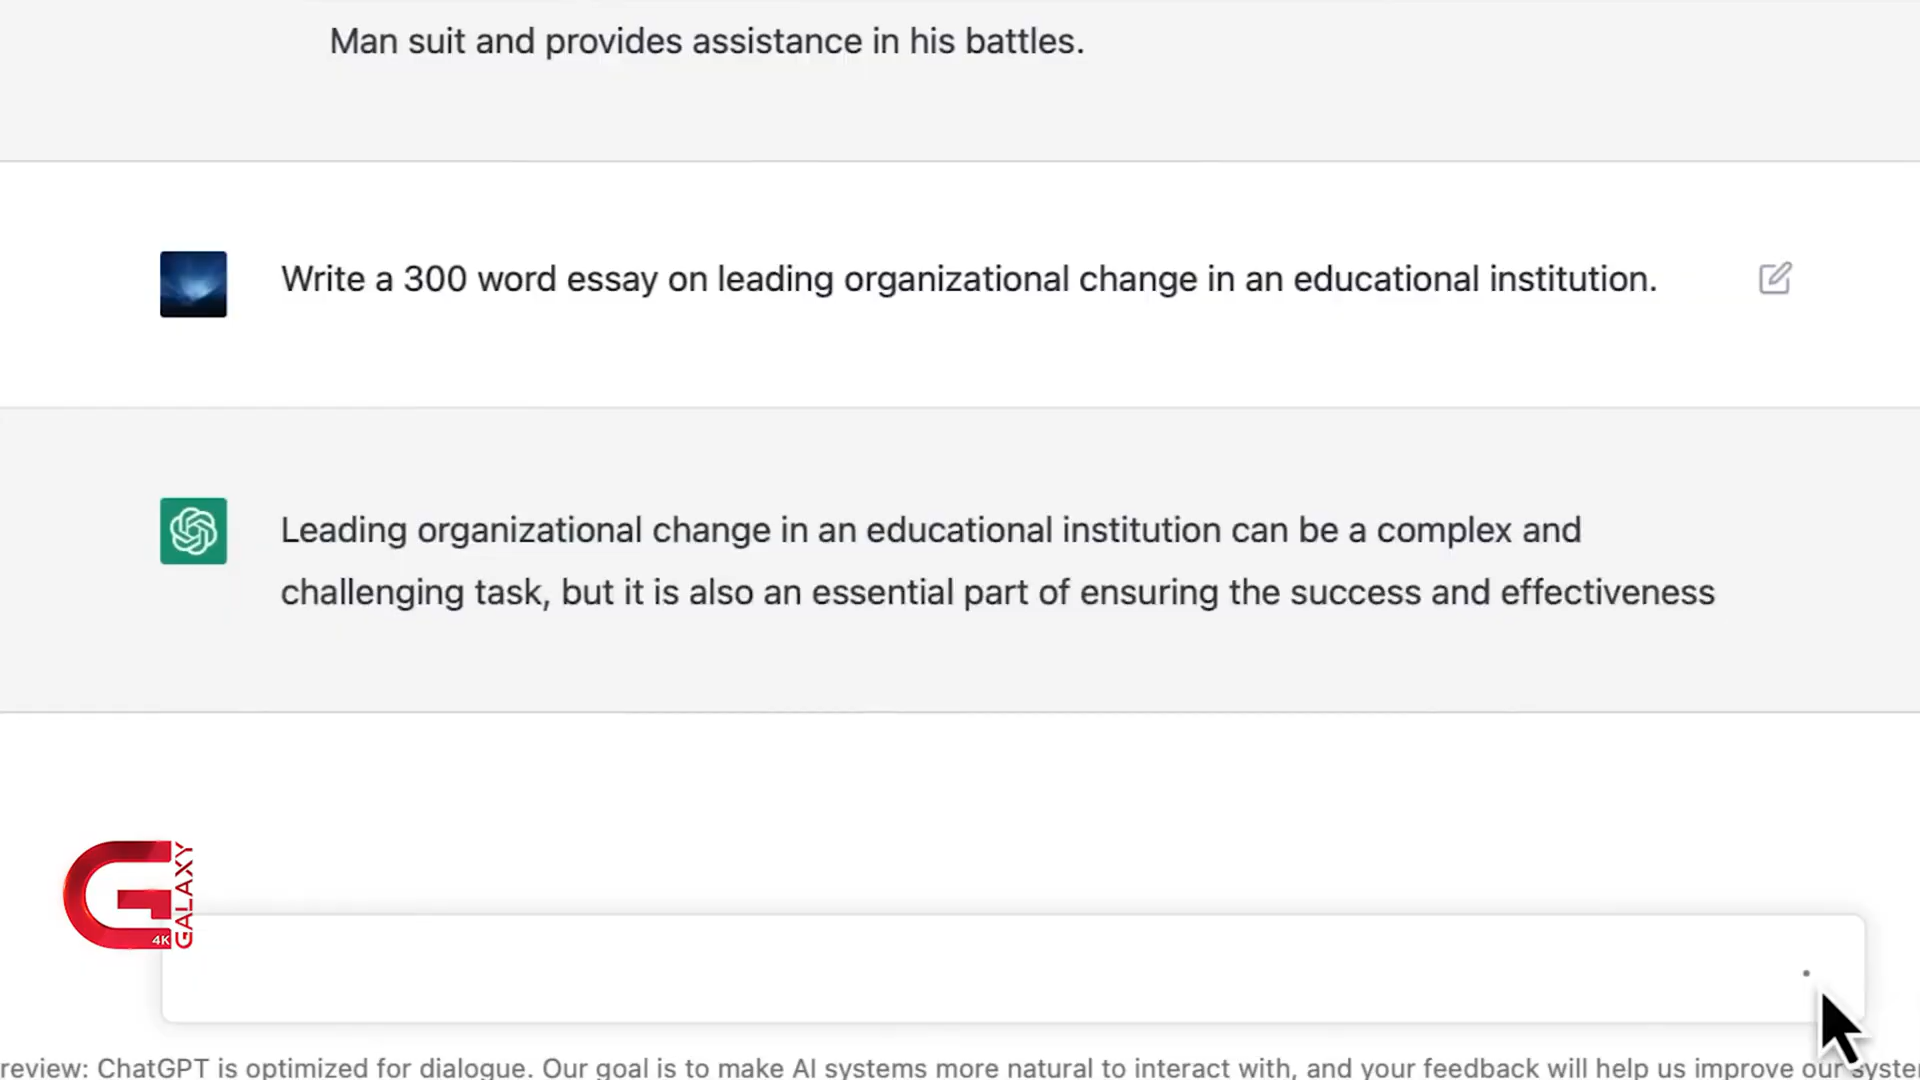 Man suit and provides assistance in his battles.
Write a 300 word essay on leading organizational change in an educational institution.
Leading organizational change in an educational institution can be a complex and
challenging task, but it is also an essential part of ensuring the success and effectiveness
G
4K
GALAXY
review: ChatGPT is optimized for dialogue. Our goal is to make AI systems more natural to interact with, and your feedback will help us improve our syste